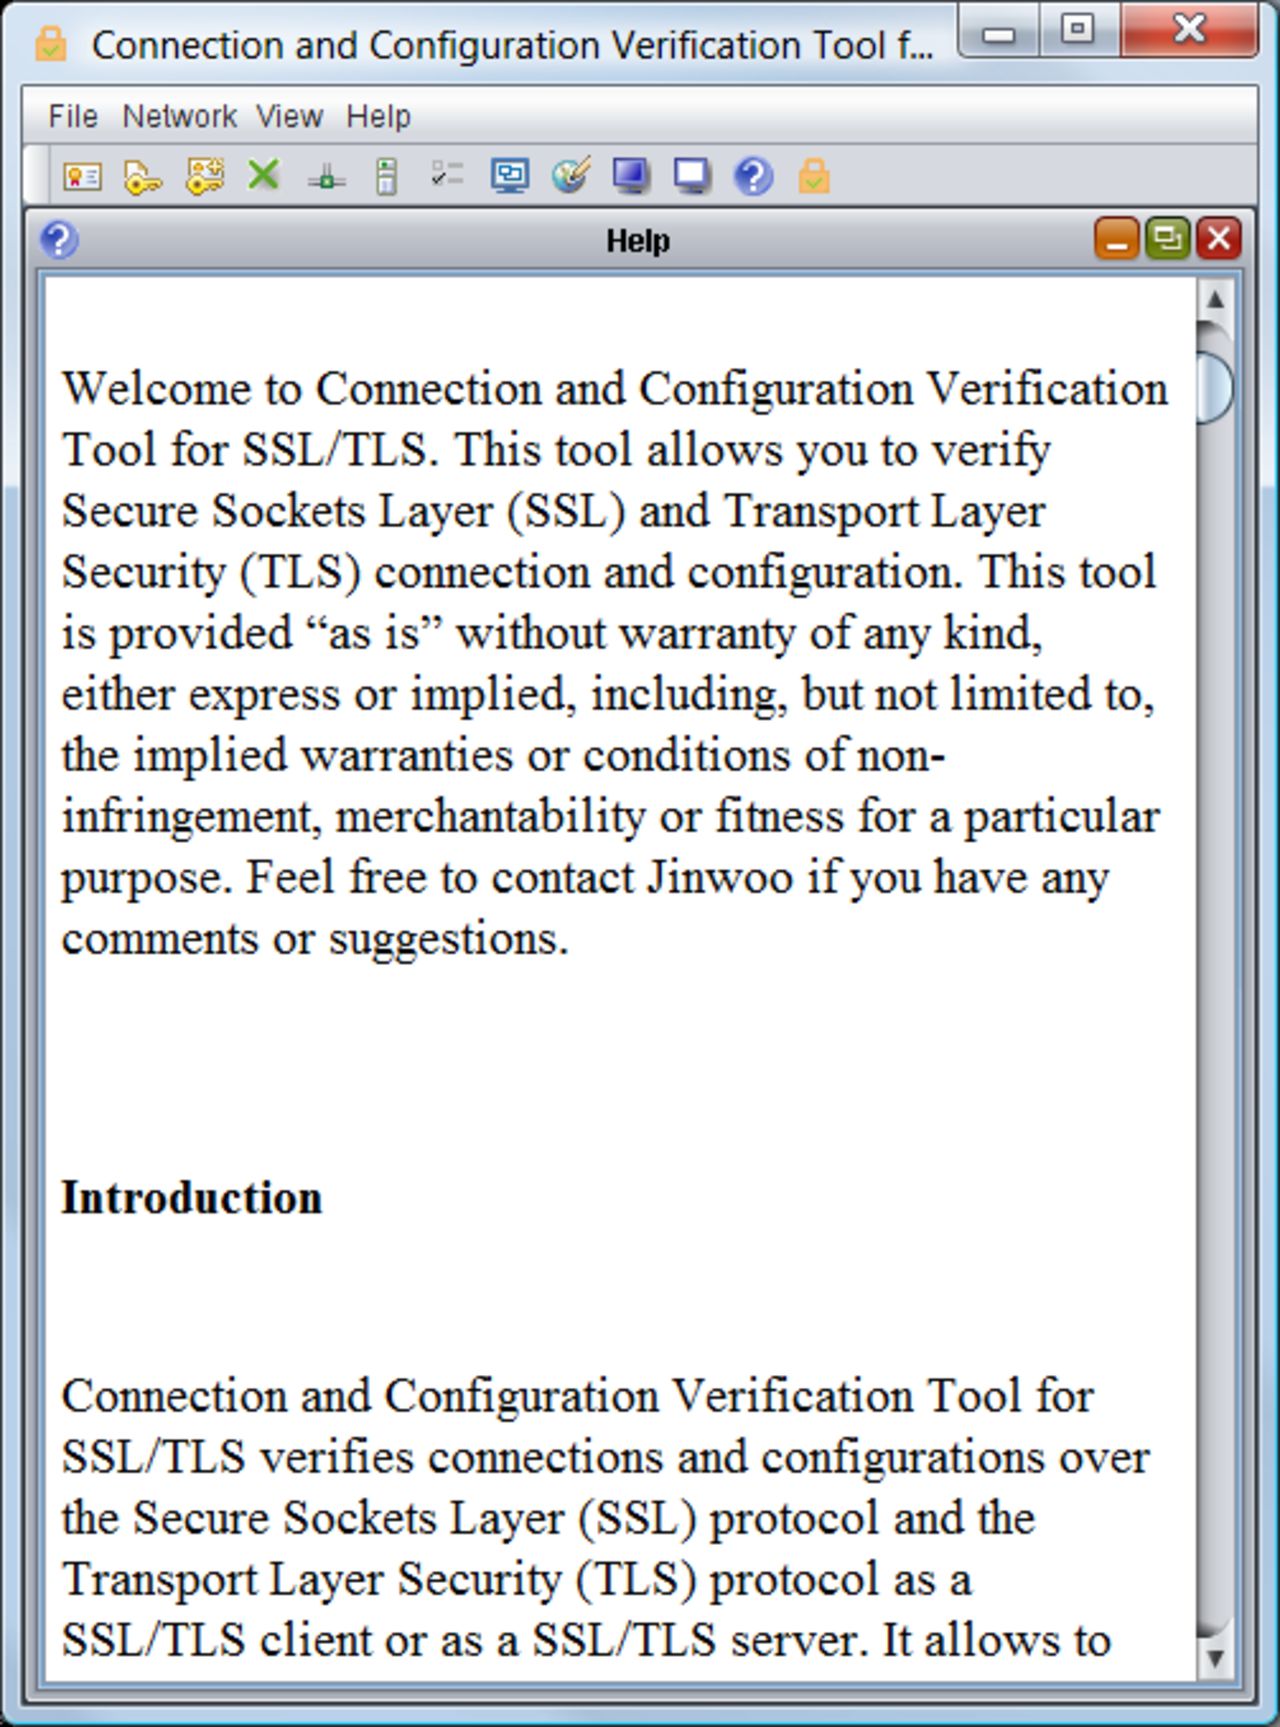 Connection and Configuration Verification Tool f...
File Network View Help
Help
Welcome to Connection and Configuration Verification
Tool for SSL/TLS. This tool allows you to verify
Secure Sockets Layer (SSL) and Transport Layer
Security (TLS) connection and configuration. This tool
is provided “as is” without warranty of any kind,
either express or implied, including, but not limited to,
the implied warranties or conditions of non-
infringement, merchantability or fitness for a particular
purpose. Feel free to contact Jinwoo if you have any
comments or suggestions.
Introduction
Connection and Configuration Verification Tool for
SSL/TLS verifies connections and configurations over
the Secure Sockets Layer (SSL) protocol and the
Transport Layer Security (TLS) protocol as a
SSL/TLS client or as a SSL/TLS server. It allows to